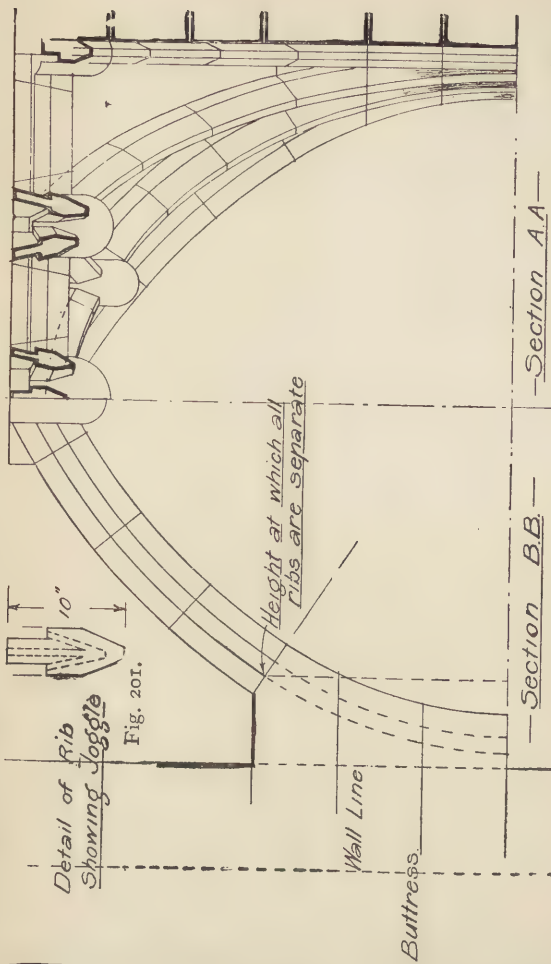 Detail of Rib
Showing Joggle
10"
Fig. 201.
Height at which all
ribs are separate
Wall Line
Buttress.
—Section B.B.—
—Section A.A—